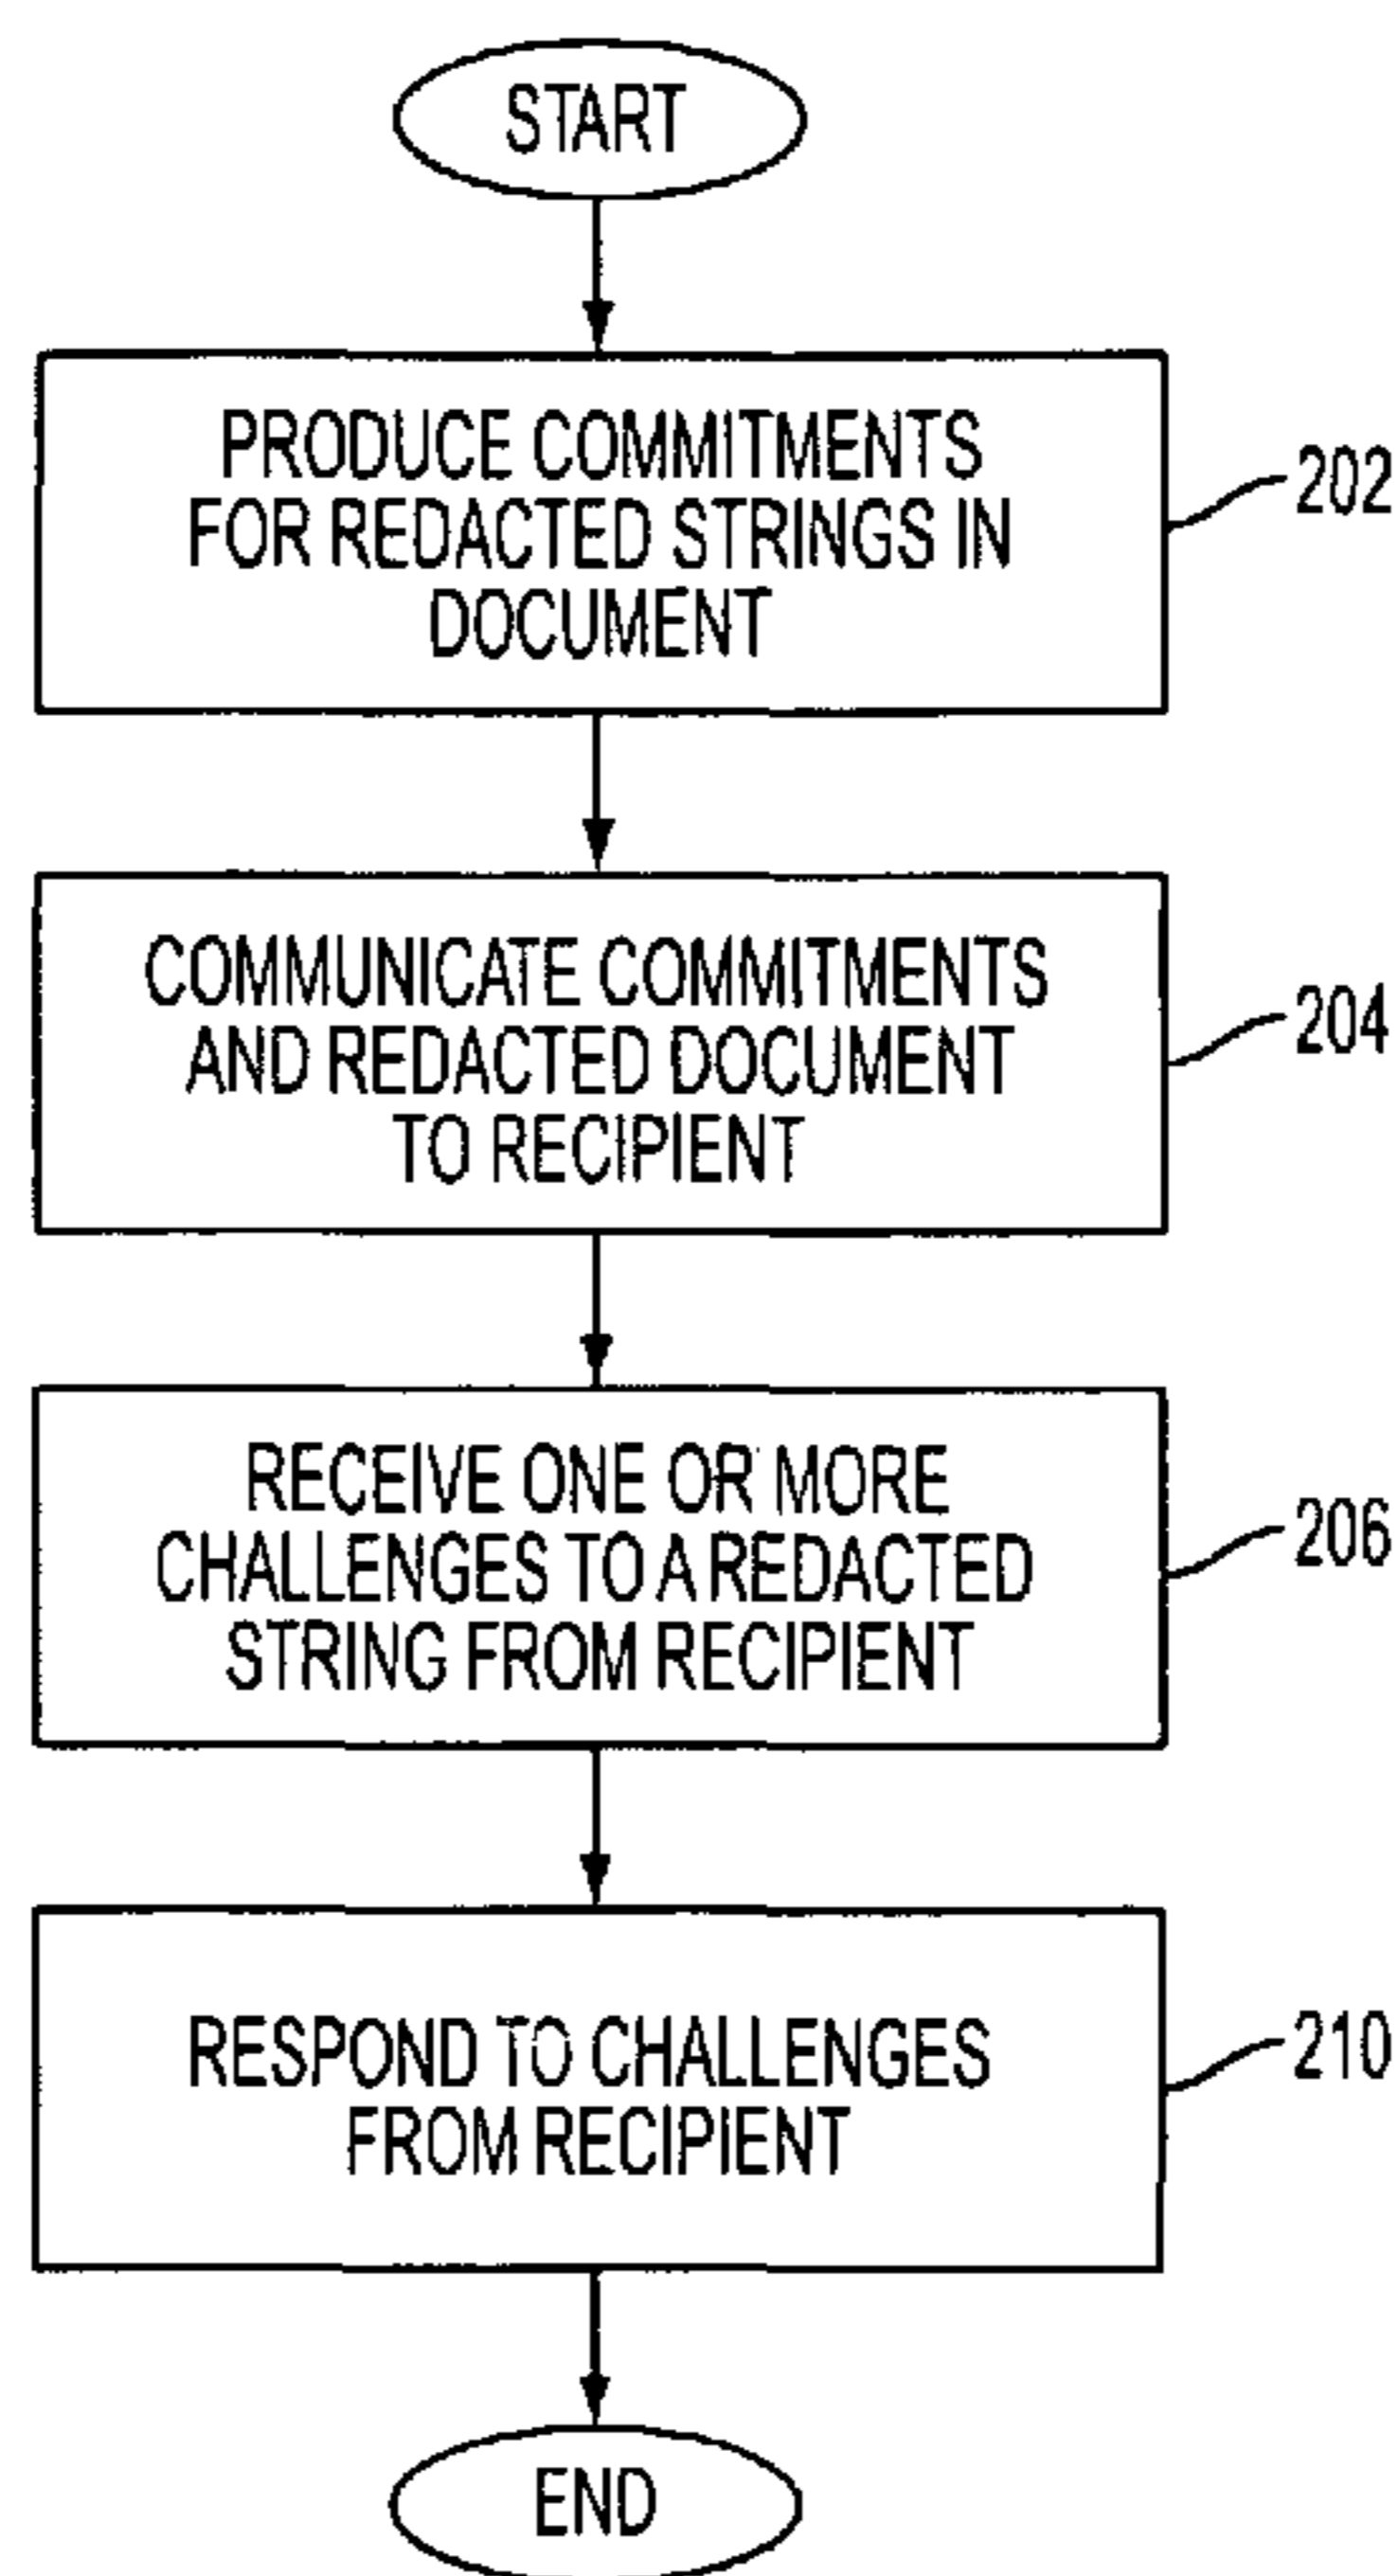 START
PRODUCE COMMITMENTS
FOR REDACTED STRINGS IN
DOCUMENT
202
COMMUNICATE COMMITMENTS
AND REDACTED DOCUMENT
TO RECIPIENT
204
RECEIVE ONE OR MORE
CHALLENGES TO A REDACTED
STRING FROM RECIPIENT
206
RESPOND TO CHALLENGES
FROM RECIPIENT
210
END